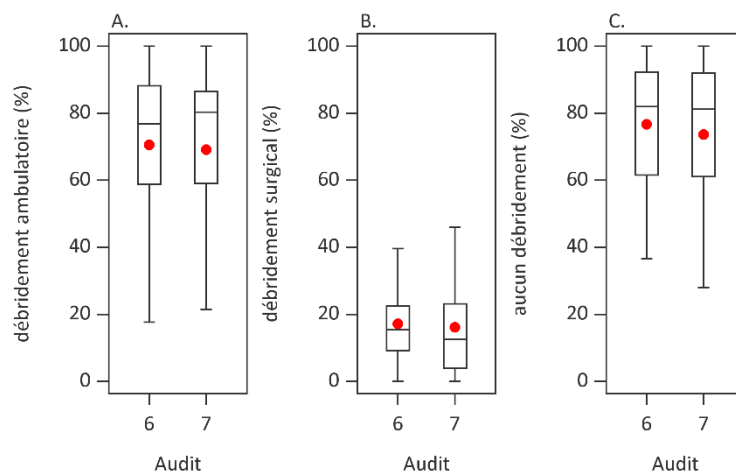 A.
débridement ambulatoire (%)
100
80
60
40
20
0
6 7
Audit
B.
débridement surgical (%)
100
80
60
40
20
0
6 7
Audit
C.
aucun débridement (%)
100
80
60
40
20
0
6 7
Audit